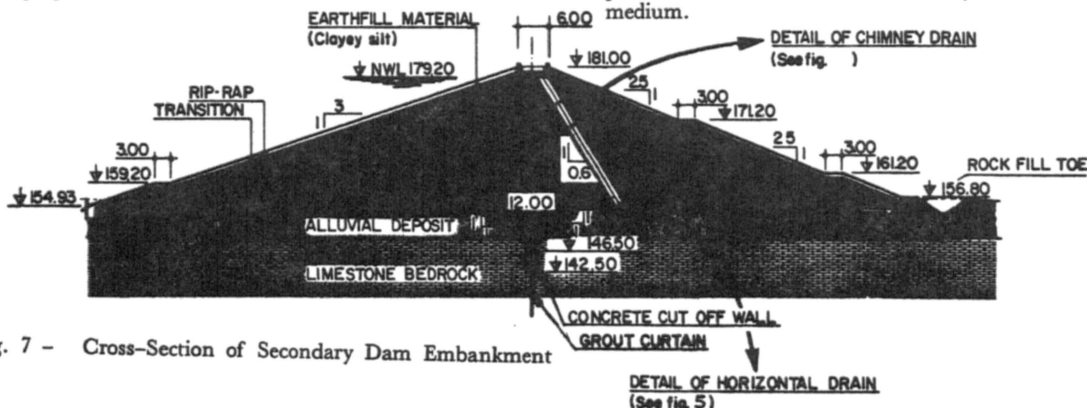 medium.
EARTHFILL MATERIAL
(Clayey silt)
6.00
DETAIL OF CHIMNEY DRAIN
(See fig. )
NWL 179.20
181.00
RIP-RAP
TRANSITION
1
3
2.5
1
3.00
171.20
3.00
159.20
154.93
1
0.6
2.5
1
3.00
161.20
ROCK FILL TOE
156.80
12.00
ALLUVIAL DEPOSIT
146.50
142.50
LIMESTONE BEDROCK
CONCRETE CUT OFF WALL
GROUT CURTAIN
7 - Cross-Section of Secondary Dam Embankment
DETAIL OF HORIZONTAL DRAIN
(See fig. 5)